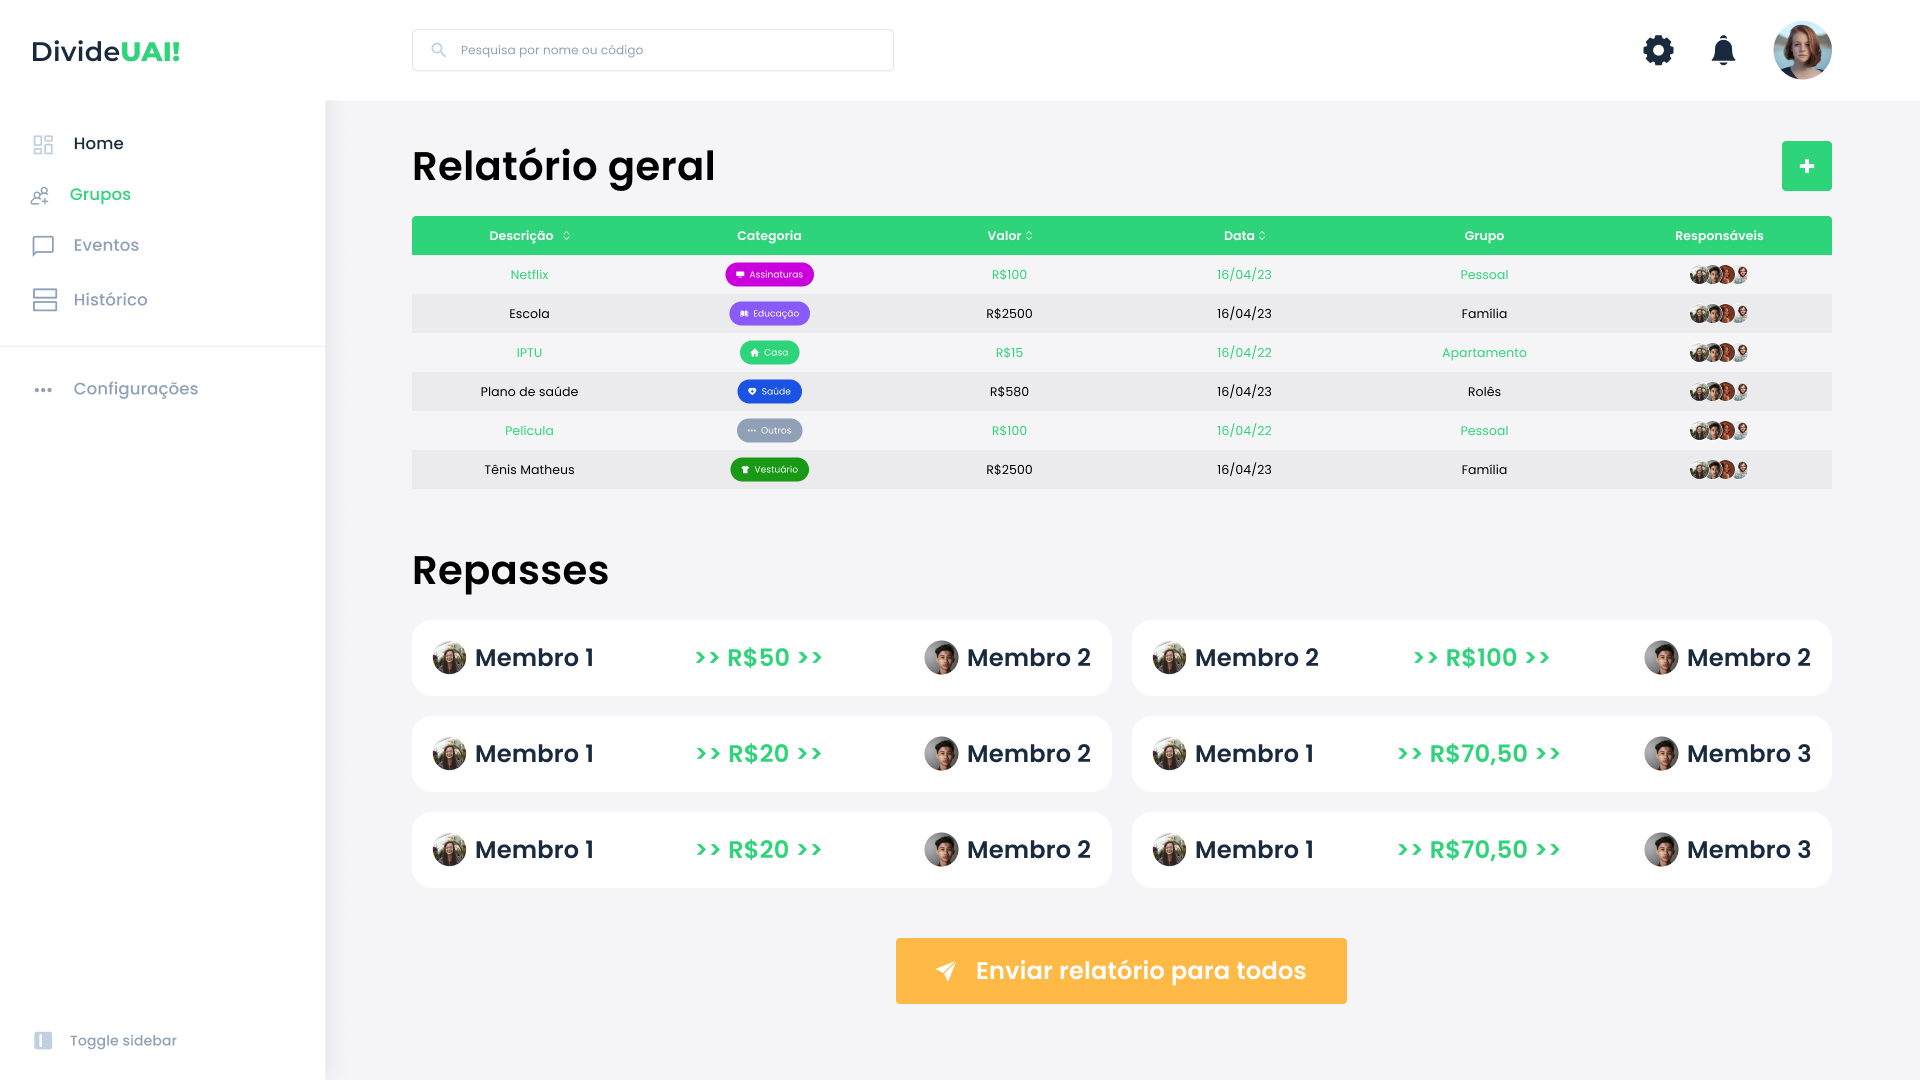 DivideUAI!
Pesquisa por nome ou código
Home
Grupos
Eventos
Histórico
Configurações
Toggle sidebar
Relatório geral
+
Descrição Categoria Valor Data Grupo Responsáveis
Netflix Assinaturas R$100 16/04/23 Pessoal
Escola Educação R$2500 16/04/23 Família
IPTU Casa R$15 16/04/22 Apartamento
Plano de saúde Saúde R$580 16/04/23 Rolês
Película Outros R$100 16/04/22 Pessoal
Tênis Matheus Vestuário R$2500 16/04/23 Família
Repasses
Membro 1 >> R$50 >> Membro 2
Membro 2 >> R$100 >> Membro 2
Membro 1 >> R$20 >> Membro 2
Membro 1 >> R$70,50 >> Membro 3
Membro 1 >> R$20 >> Membro 2
Membro 1 >> R$70,50 >> Membro 3
Enviar relatório para todos